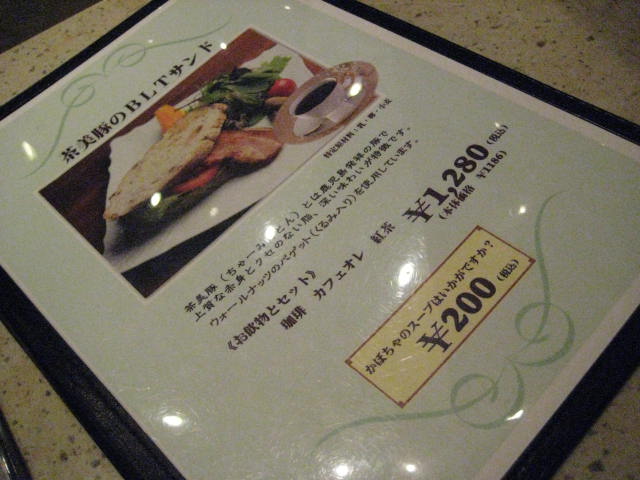 茶美豚のBLTサンド
特定原材料:乳・卵・小麦
茶美豚(ちゃーみーとん)とは鹿児島発祥の豚で
上質な赤身とクセのない脂、深い味わいが特徴です。
ウォールナッツのバゲット(くるみ入り)を使用しています。
《お飲物とセット》
珈琲 カフェオレ 紅茶
¥1,280(税込)
(本体価格 ¥1186)
かぼちゃのスープはいかがですか?
¥200(税込)